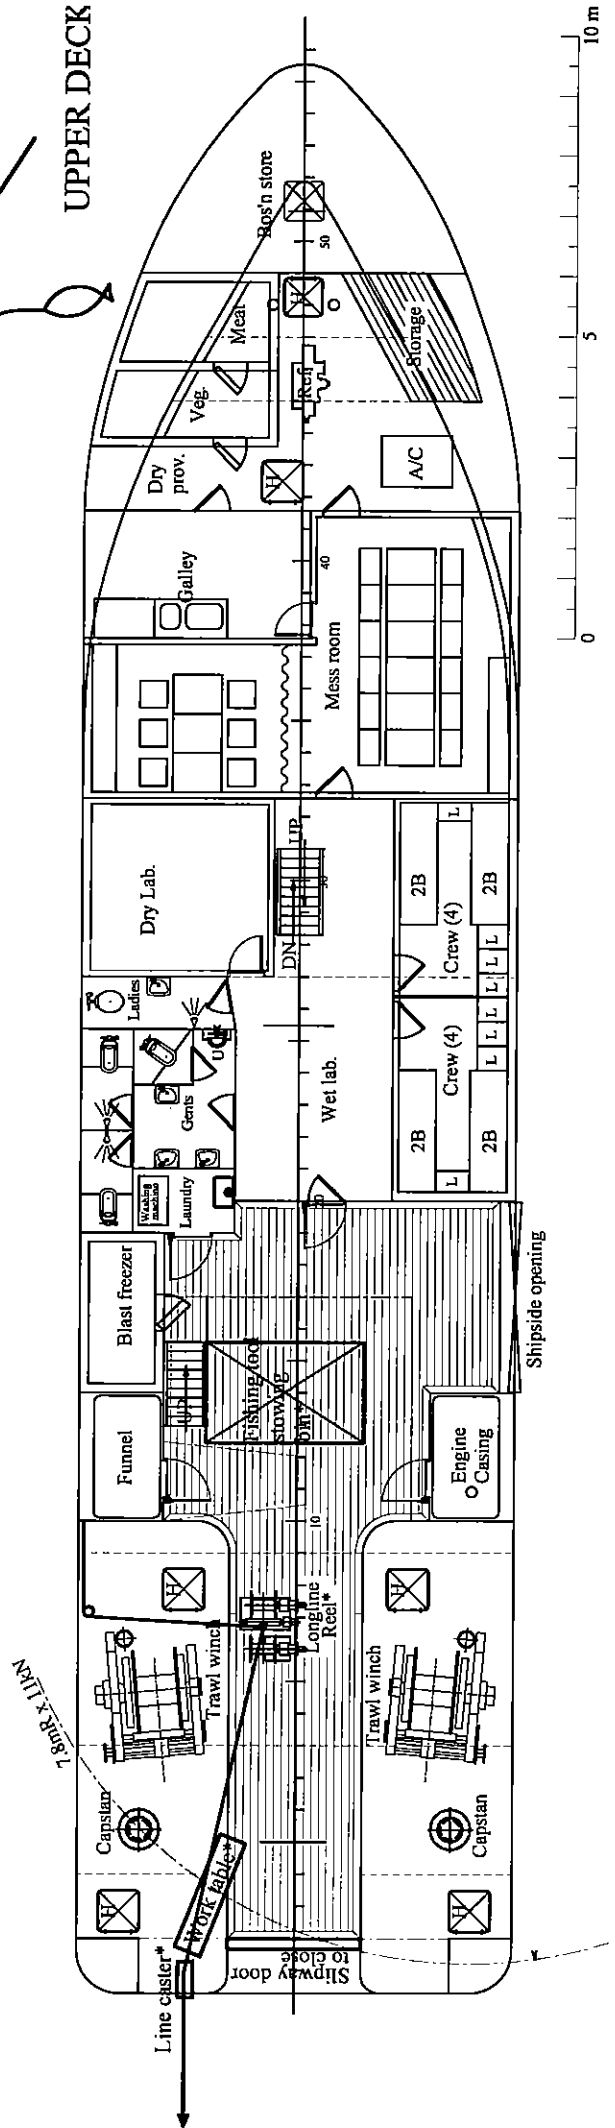 UPPER DECK
Bos'n store
50
H
Meat
Veg.
Ref.
Storage
Dry
prov.
H
A/C
Galley
40
Mess room
Dry Lab.
UP
30
DN
2B
L
Crew (4)
2B
L L L
Ladies
Gents
Wet lab.
Crew (4)
L L L
2B
2B
L
Washing
machine
Laundry
20
Blast freezer
Shipside opening
UP
Fishing tool
stowing
bin*
Funnel
Engine
Casing
10
H
H
Longline
Reel*
Trawl winch
Trawl winch
7.8mR x 11kN
Capstan
Capstan
H
H
Work table*
Line caster*
Slipway door
to close
0
5
10 m